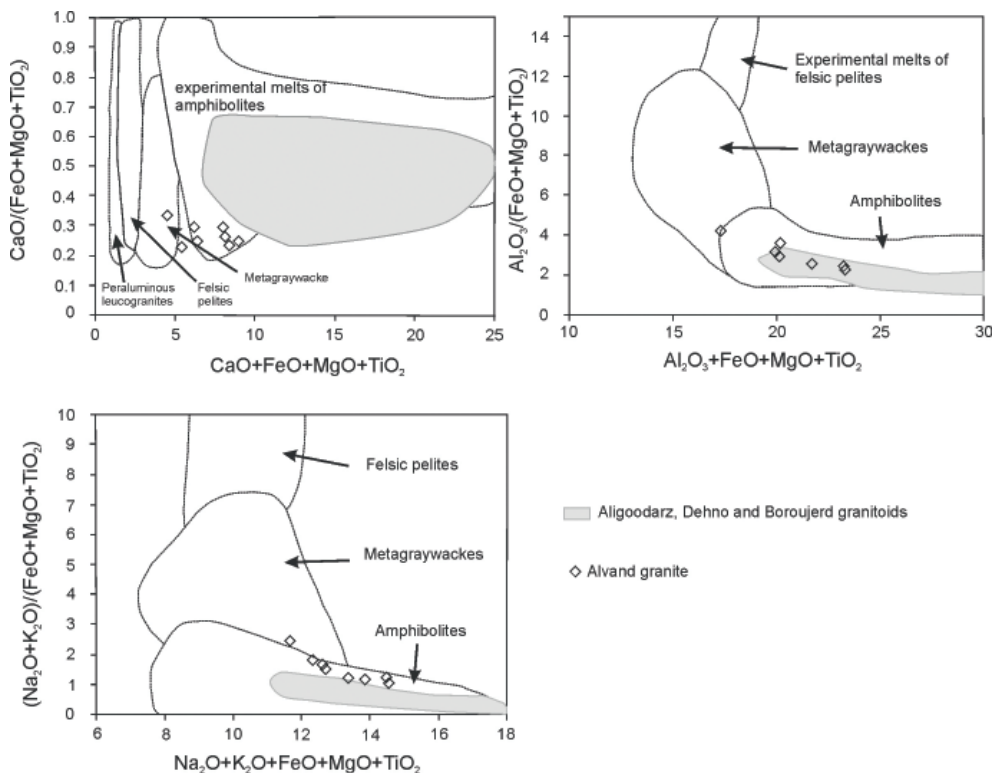 1.0
0.9
0.8
0.7
0.6
0.5
0.4
0.3
0.2
0.1
0
CaO/(FeO+MgO+TiO₂)
experimental melts of
amphibolites
Metagraywacke
Peraluminous
leucogranites
Felsic
pelites
0
5
10
15
20
25
CaO+FeO+MgO+TiO₂
14
12
10
8
6
4
2
0
Al₂O₃/(FeO+MgO+TiO₂)
Experimental melts of
felsic pelites
Metagraywackes
Amphibolites
10
15
20
25
30
Al₂O₃+FeO+MgO+TiO₂
10
9
8
7
6
5
4
3
2
1
0
(Na₂O+K₂O)/(FeO+MgO+TiO₂)
Felsic pelites
Metagraywackes
Amphibolites
6
8
10
12
14
16
18
Na₂O+K₂O+FeO+MgO+TiO₂
Aligoodarz, Dehno and Boroujerd granitoids
Alvand granite